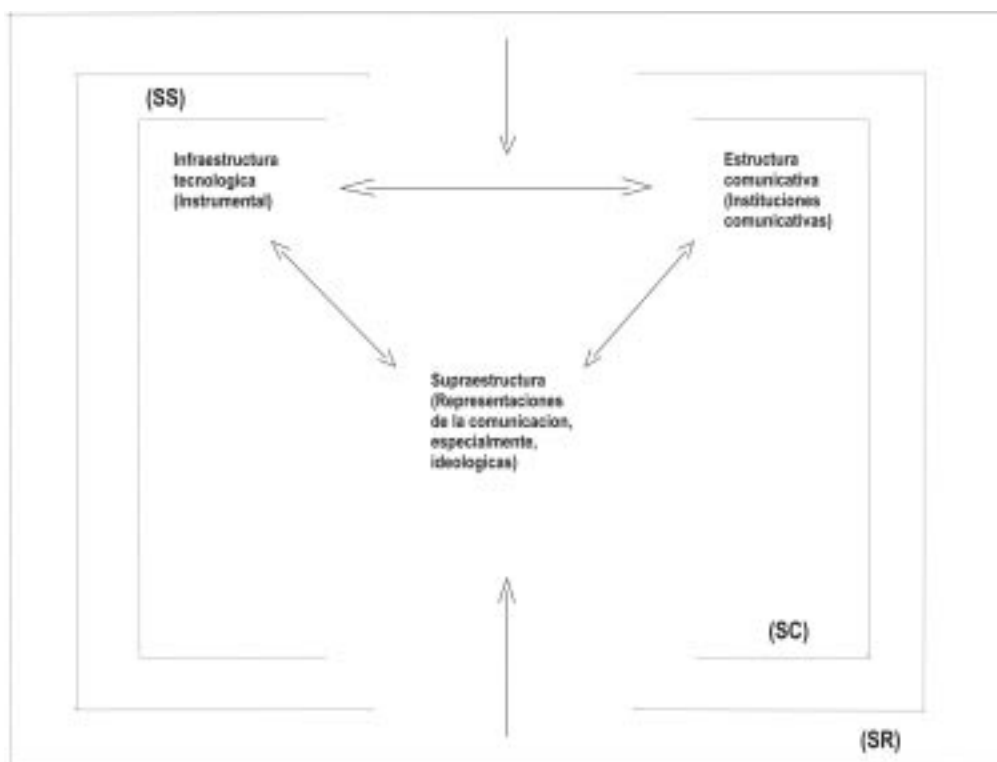 (SS)
Infraestructura
tecnologica
(Instrumental)
Estructura
comunicativa
(Instituciones
comunicativas)
Supraestructura
(Representaciones
de la comunicacion,
especialmente,
ideologicas)
(SC)
(SR)